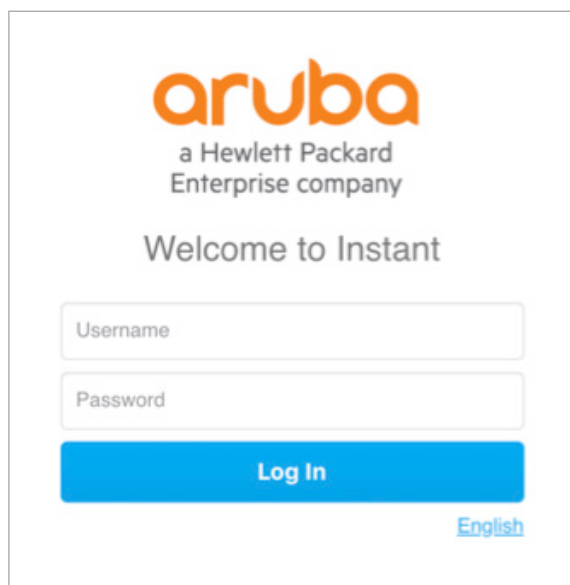 aruba
a Hewlett Packard
Enterprise company
Welcome to Instant
Username
Password
Log In
English